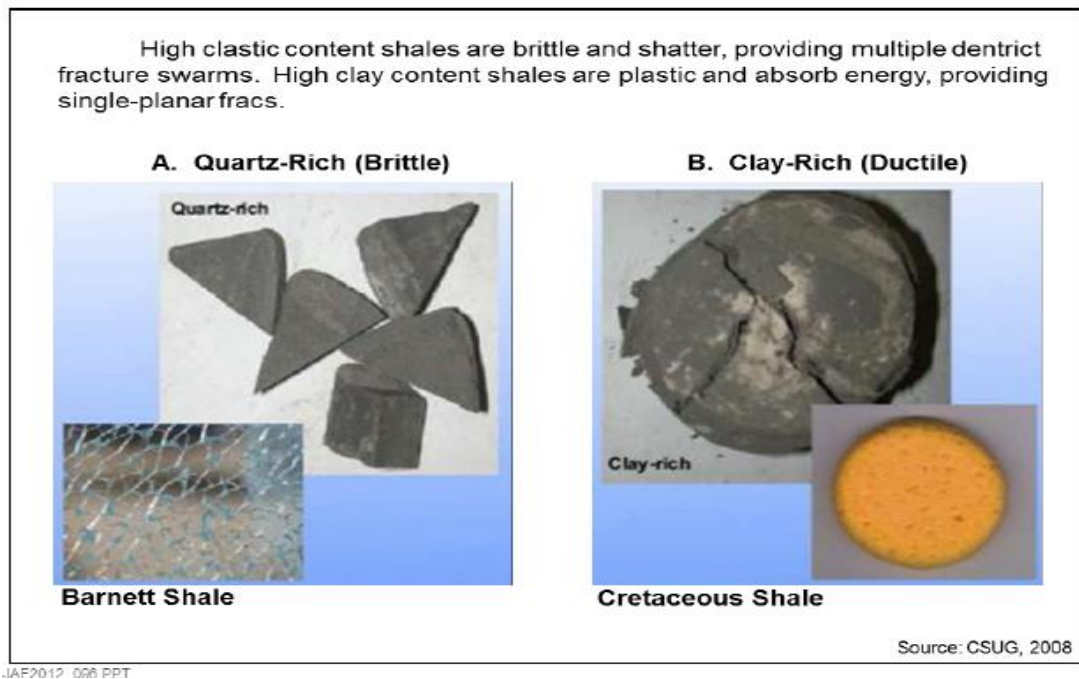 High clastic content shales are brittle and shatter, providing multiple dentrict
fracture swarms. High clay content shales are plastic and absorb energy, providing
single-planar fracs.
A. Quartz-Rich (Brittle)
B. Clay-Rich (Ductile)
Quartz-rich
Clay-rich
Barnett Shale
Cretaceous Shale
Source: CSUG, 2008
JAF2012_096.PPT